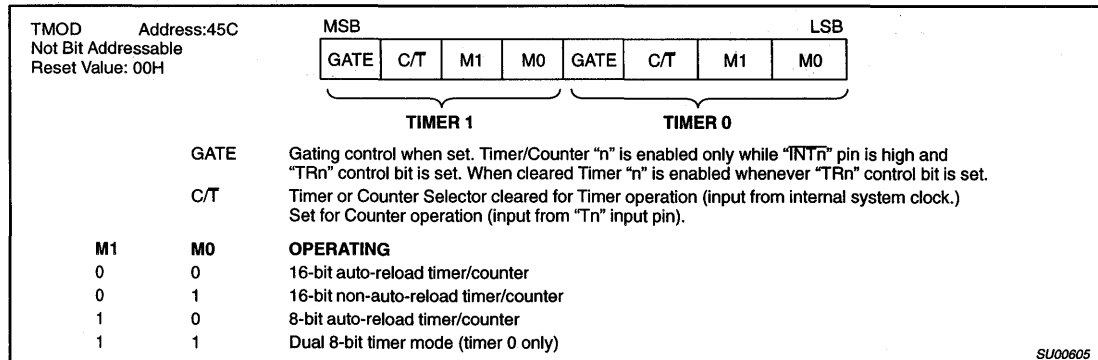 TMOD Address:45C MSB LSB
Not Bit Addressable
Reset Value: 00H
GATE C/T̅ M1 M0 GATE C/T̅ M1 M0
TIMER 1 TIMER 0
GATE Gating control when set. Timer/Counter “n” is enabled only while “I̅N̅T̅n̅” pin is high and
“TRn” control bit is set. When cleared Timer “n” is enabled whenever “TRn” control bit is set.
C/T̅ Timer or Counter Selector cleared for Timer operation (input from internal system clock.)
Set for Counter operation (input from “Tn” input pin).
M1 M0 OPERATING
0 0 16-bit auto-reload timer/counter
0 1 16-bit non-auto-reload timer/counter
1 0 8-bit auto-reload timer/counter
1 1 Dual 8-bit timer mode (timer 0 only)
SU00605